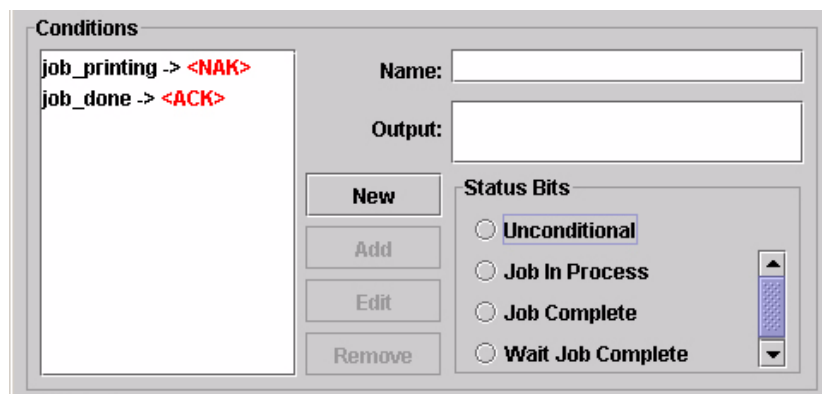 Conditions
job_printing -> <NAK>
job_done -> <ACK>
Name:
Output:
New
Add
Edit
Remove
Status Bits
Unconditional
Job In Process
Job Complete
Wait Job Complete